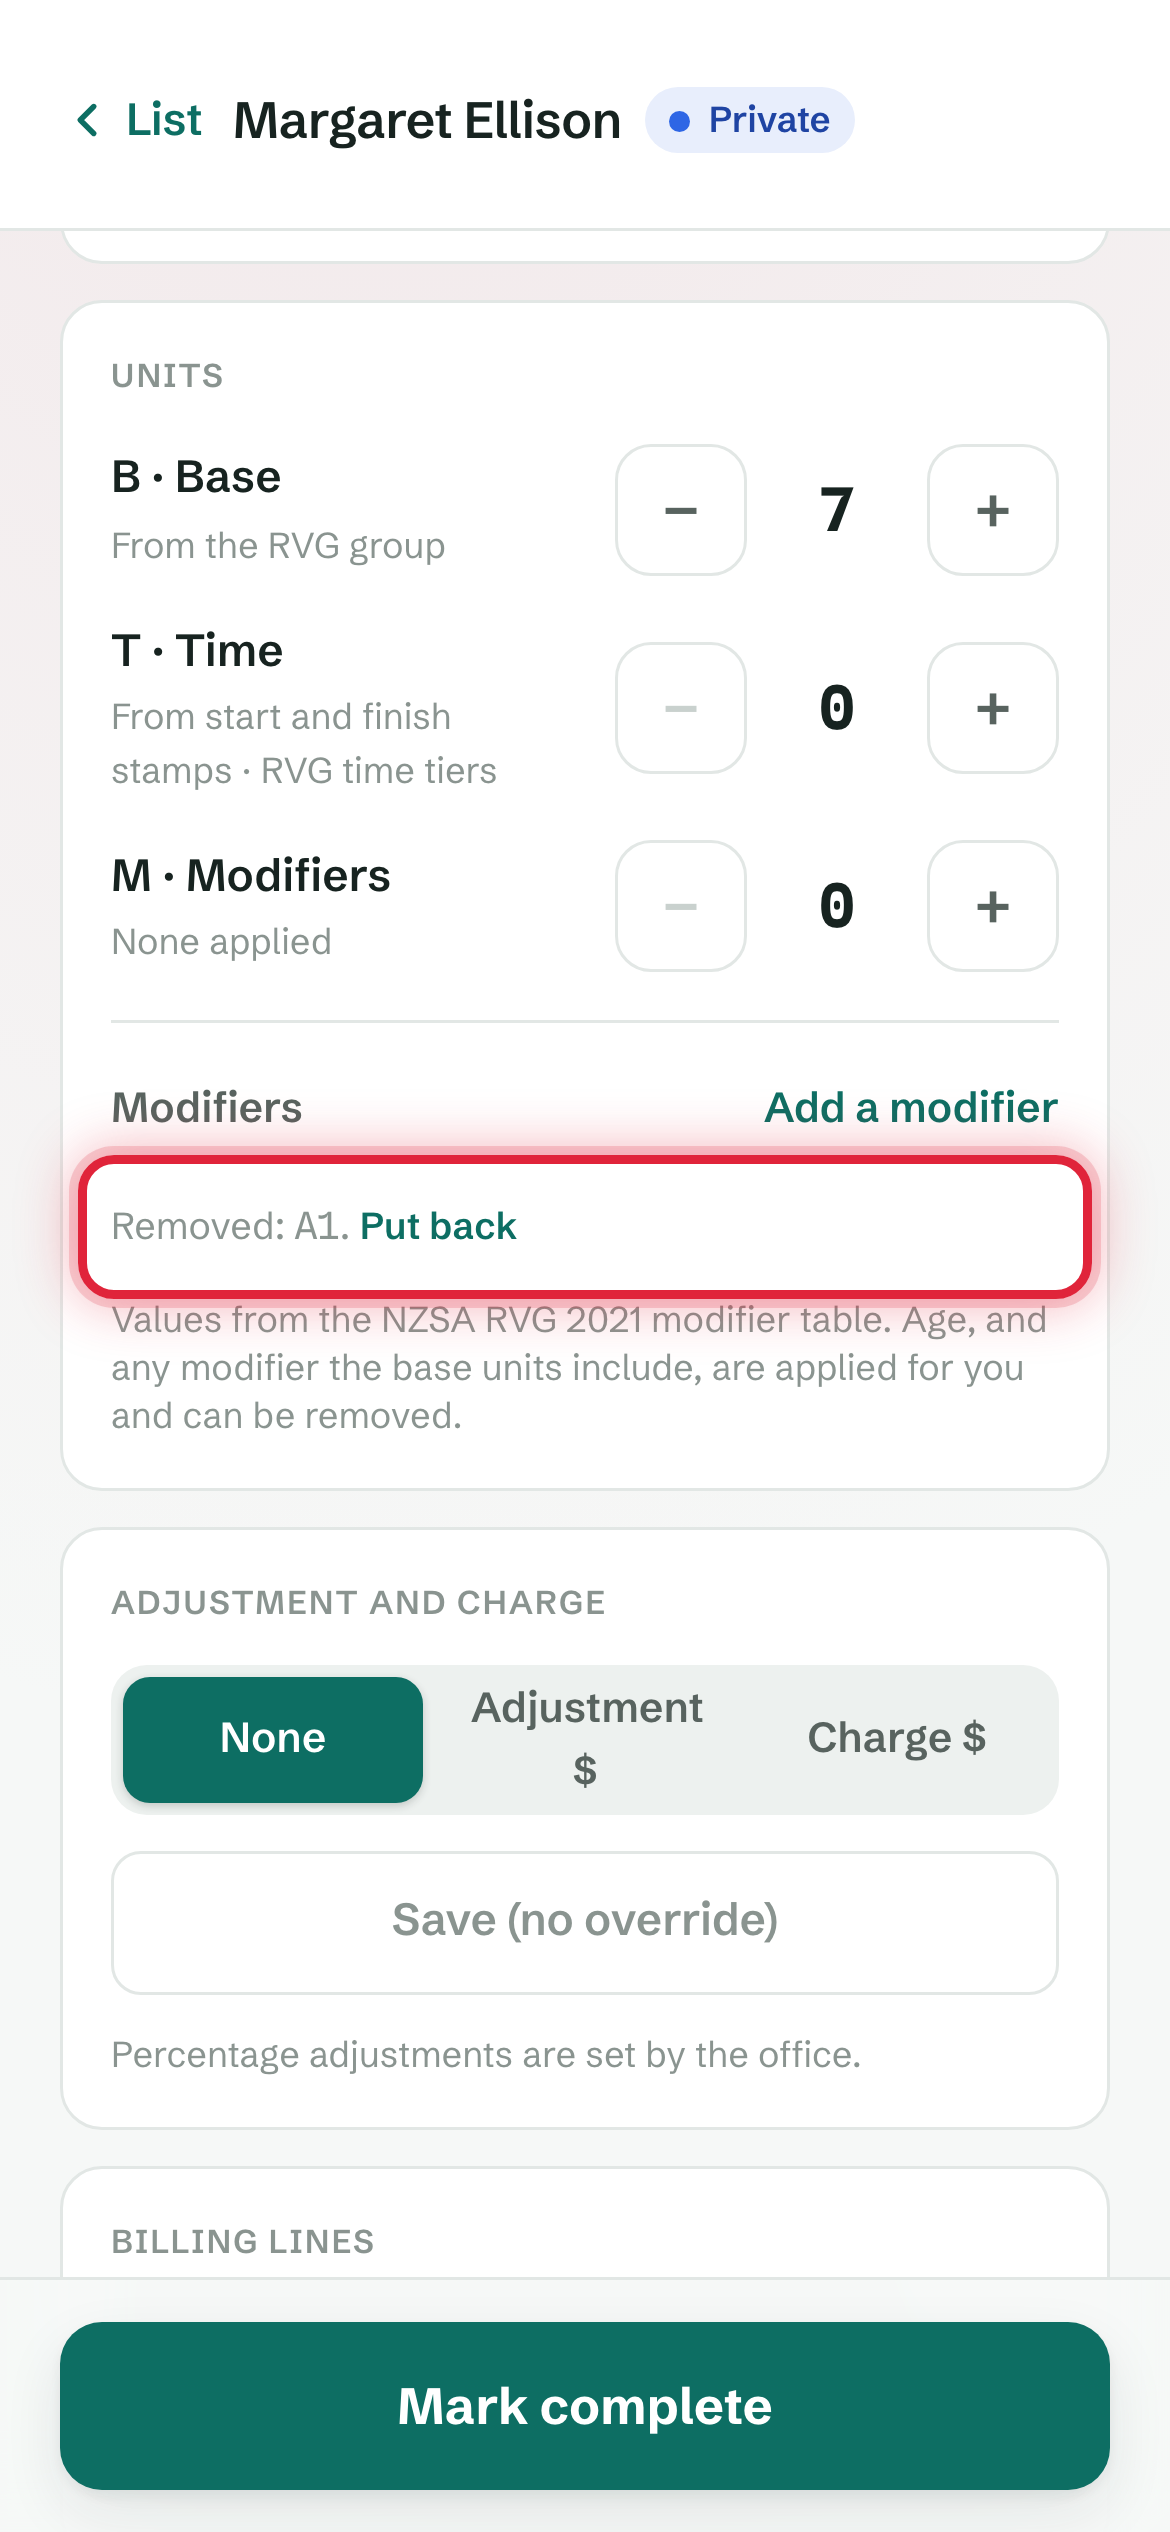 List Margaret Ellison Private
UNITS
B · Base
From the RVG group
− 7 +
T · Time
From start and finish
stamps · RVG time tiers
− 0 +
M · Modifiers
None applied
− 0 +
Modifiers Add a modifier
Removed: A1. Put back
Values from the NZSA RVG 2021 modifier table. Age, and
any modifier the base units include, are applied for you
and can be removed.
ADJUSTMENT AND CHARGE
None
Adjustment
$
Charge $
Save (no override)
Percentage adjustments are set by the office.
BILLING LINES
Mark complete